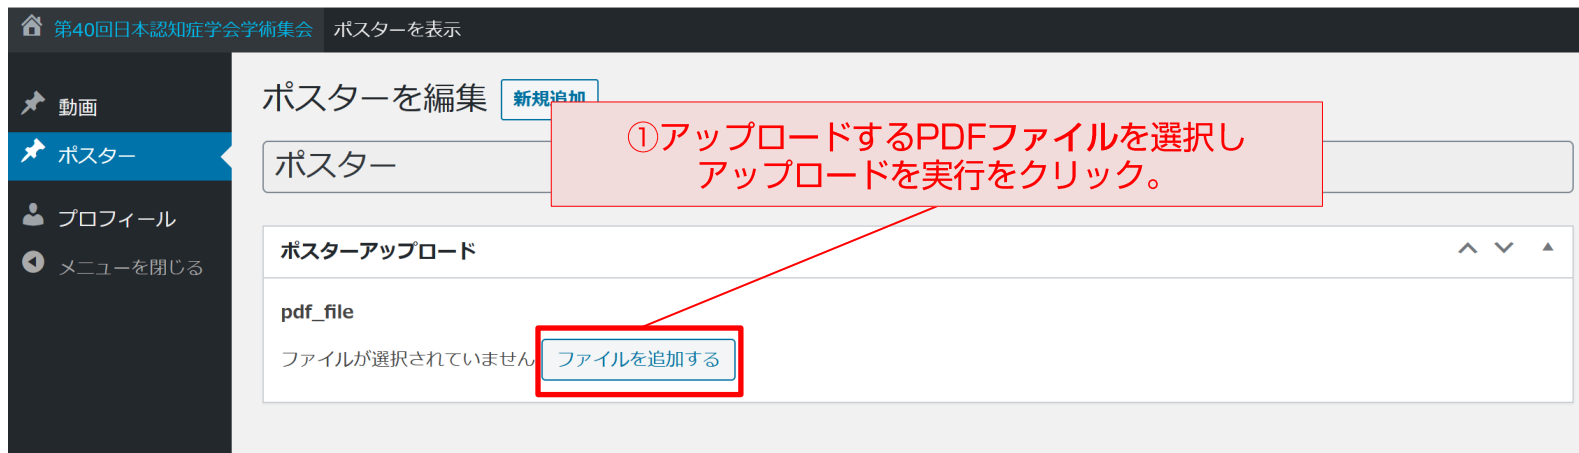 第40回日本認知症学会学術集会 ポスターを表示
動画
ポスター
プロフィール
メニューを閉じる
ポスターを編集 新規追加
①アップロードするPDFファイルを選択し
アップロードを実行をクリック。
ポスター
ポスターアップロード
pdf_file
ファイルが選択されていません ファイルを追加する